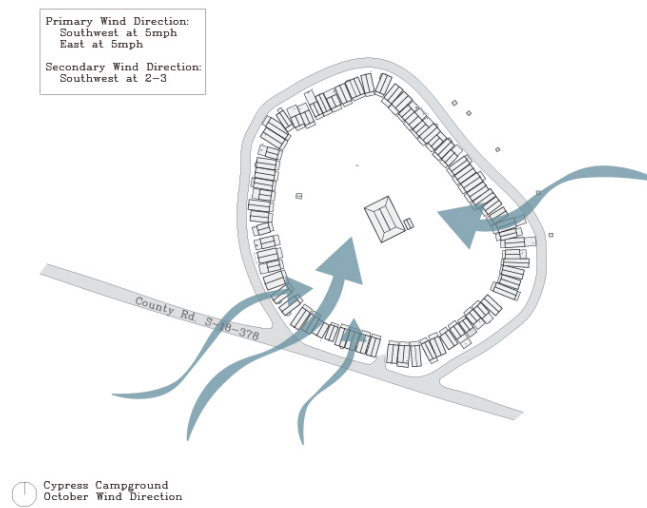 Primary Wind Direction:
Southwest at 5mph
East at 5mph
Secondary Wind Direction:
Southwest at 2-3
County Rd. S-18-378
Cypress Campground
October Wind Direction